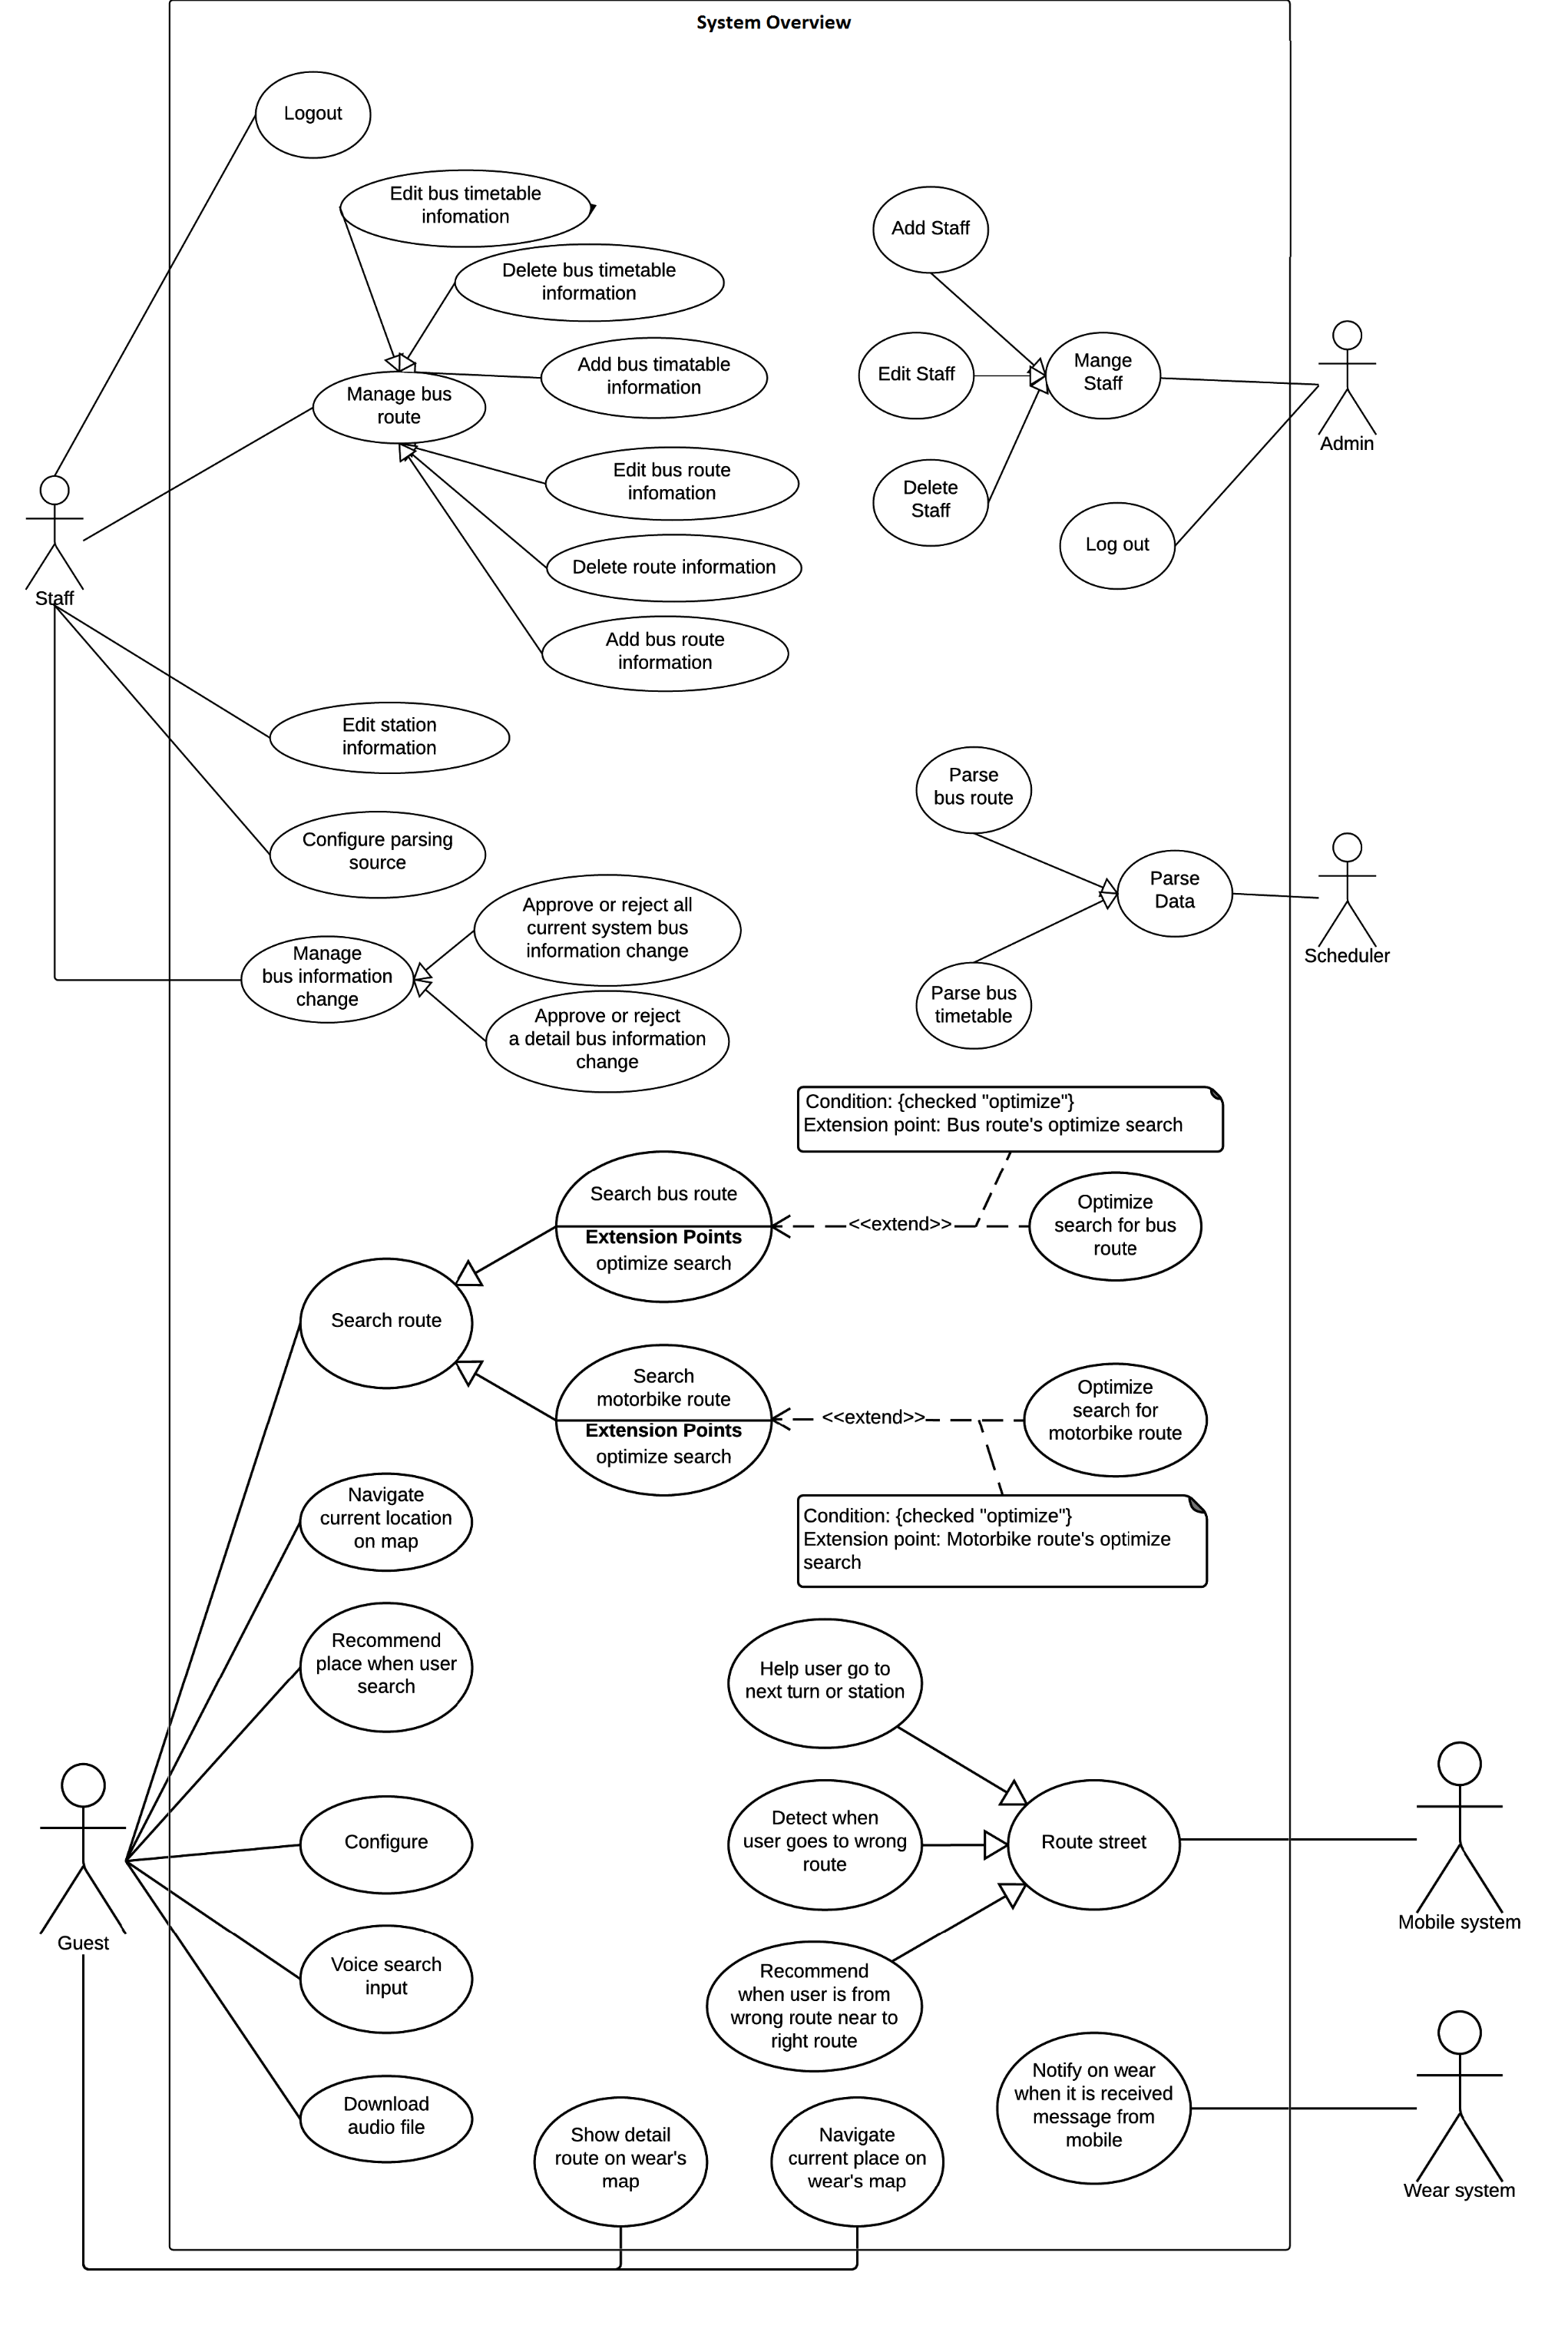 System Overview
Logout
Edit bus timetable
infomation
Delete bus timetable
information
Add bus timatable
information
Manage bus
route
Edit bus route
infomation
Delete route information
Add bus route
information
Add Staff
Edit Staff
Mange
Staff
Delete
Staff
Log out
Admin
Staff
Edit station
information
Configure parsing
source
Manage
bus information
change
Approve or reject all
current system bus
information change
Approve or reject
a detail bus information
change
Parse
bus route
Parse
Data
Parse bus
timetable
Scheduler
Condition: {checked "optimize"}
Extension point: Bus route's optimize search
Search bus route
Extension Points
optimize search
<<extend>>
Optimize
search for bus
route
Search route
Search
motorbike route
Extension Points
optimize search
<<extend>>
Optimize
search for
motorbike route
Condition: {checked "optimize"}
Extension point: Motorbike route's optimize
search
Navigate
current location
on map
Recommend
place when user
search
Configure
Voice search
input
Download
audio file
Guest
Help user go to
next turn or station
Detect when
user goes to wrong
route
Recommend
when user is from
wrong route near to
right route
Route street
Mobile system
Notify on wear
when it is received
message from
mobile
Wear system
Show detail
route on wear's
map
Navigate
current place on
wear's map